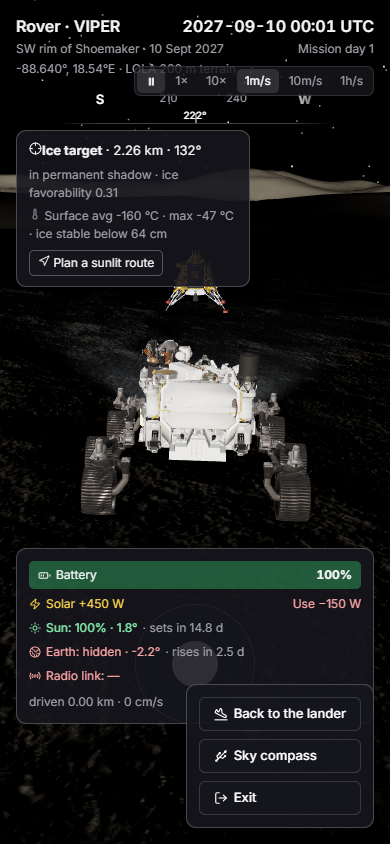 Rover · VIPER
2027-09-10 00:01 UTC
SW rim of Shoemaker · 10 Sept 2027
Mission day 1
-88.640°, 18.54°E · LOLA 200 m terrain
1× 10× 1m/s 10m/s 1h/s
S 210 240 W
222°
Ice target · 2.26 km · 132°
in permanent shadow · ice
favorability 0.31
Surface avg -160 °C · max -47 °C
· ice stable below 64 cm
Plan a sunlit route
Battery 100%
Solar +450 W
Use −150 W
Sun: 100% · 1.8° · sets in 14.8 d
Earth: hidden · -2.2° · rises in 2.5 d
Radio link: —
driven 0.00 km · 0 cm/s
Back to the lander
Sky compass
Exit